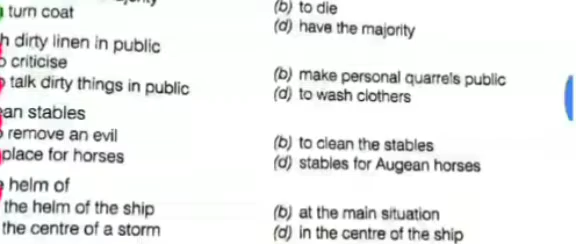 (b) to die
turn coat
(d) have the majority
dirty linen in public
criticise
(b) make personal quarrels public
talk dirty things in public
(d) to wash clothers
stables
remove an evil
(b) to clean the stables
place for horses
(d) stables for Augean horses
helm of
the helm of the ship
(b) at the main situation
the centre of a storm
(d) in the centre of the ship